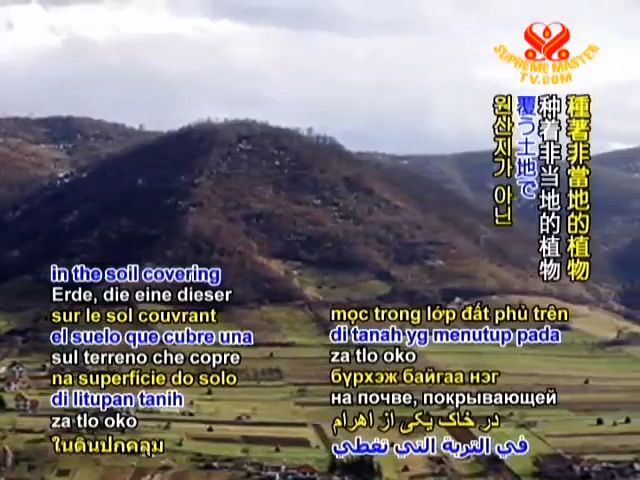 SUPREME MASTER
TV.COM
種著非當地的植物
种着非当地的植物
覆う土地で
원산지가 아닌
in the soil covering
Erde, die eine dieser
sur le sol couvrant
el suelo que cubre una
sul terreno che copre
na superfície do solo
di litupan tanih
za tlo oko
ในดินปกคลุม
mọc trong lớp đất phủ trên
di tanah yg menutup pada
za tlo oko
бүрхэж байгаа нэг
на почве, покрывающей
در خاک یکی از اهرام
في التربة التي تغطي